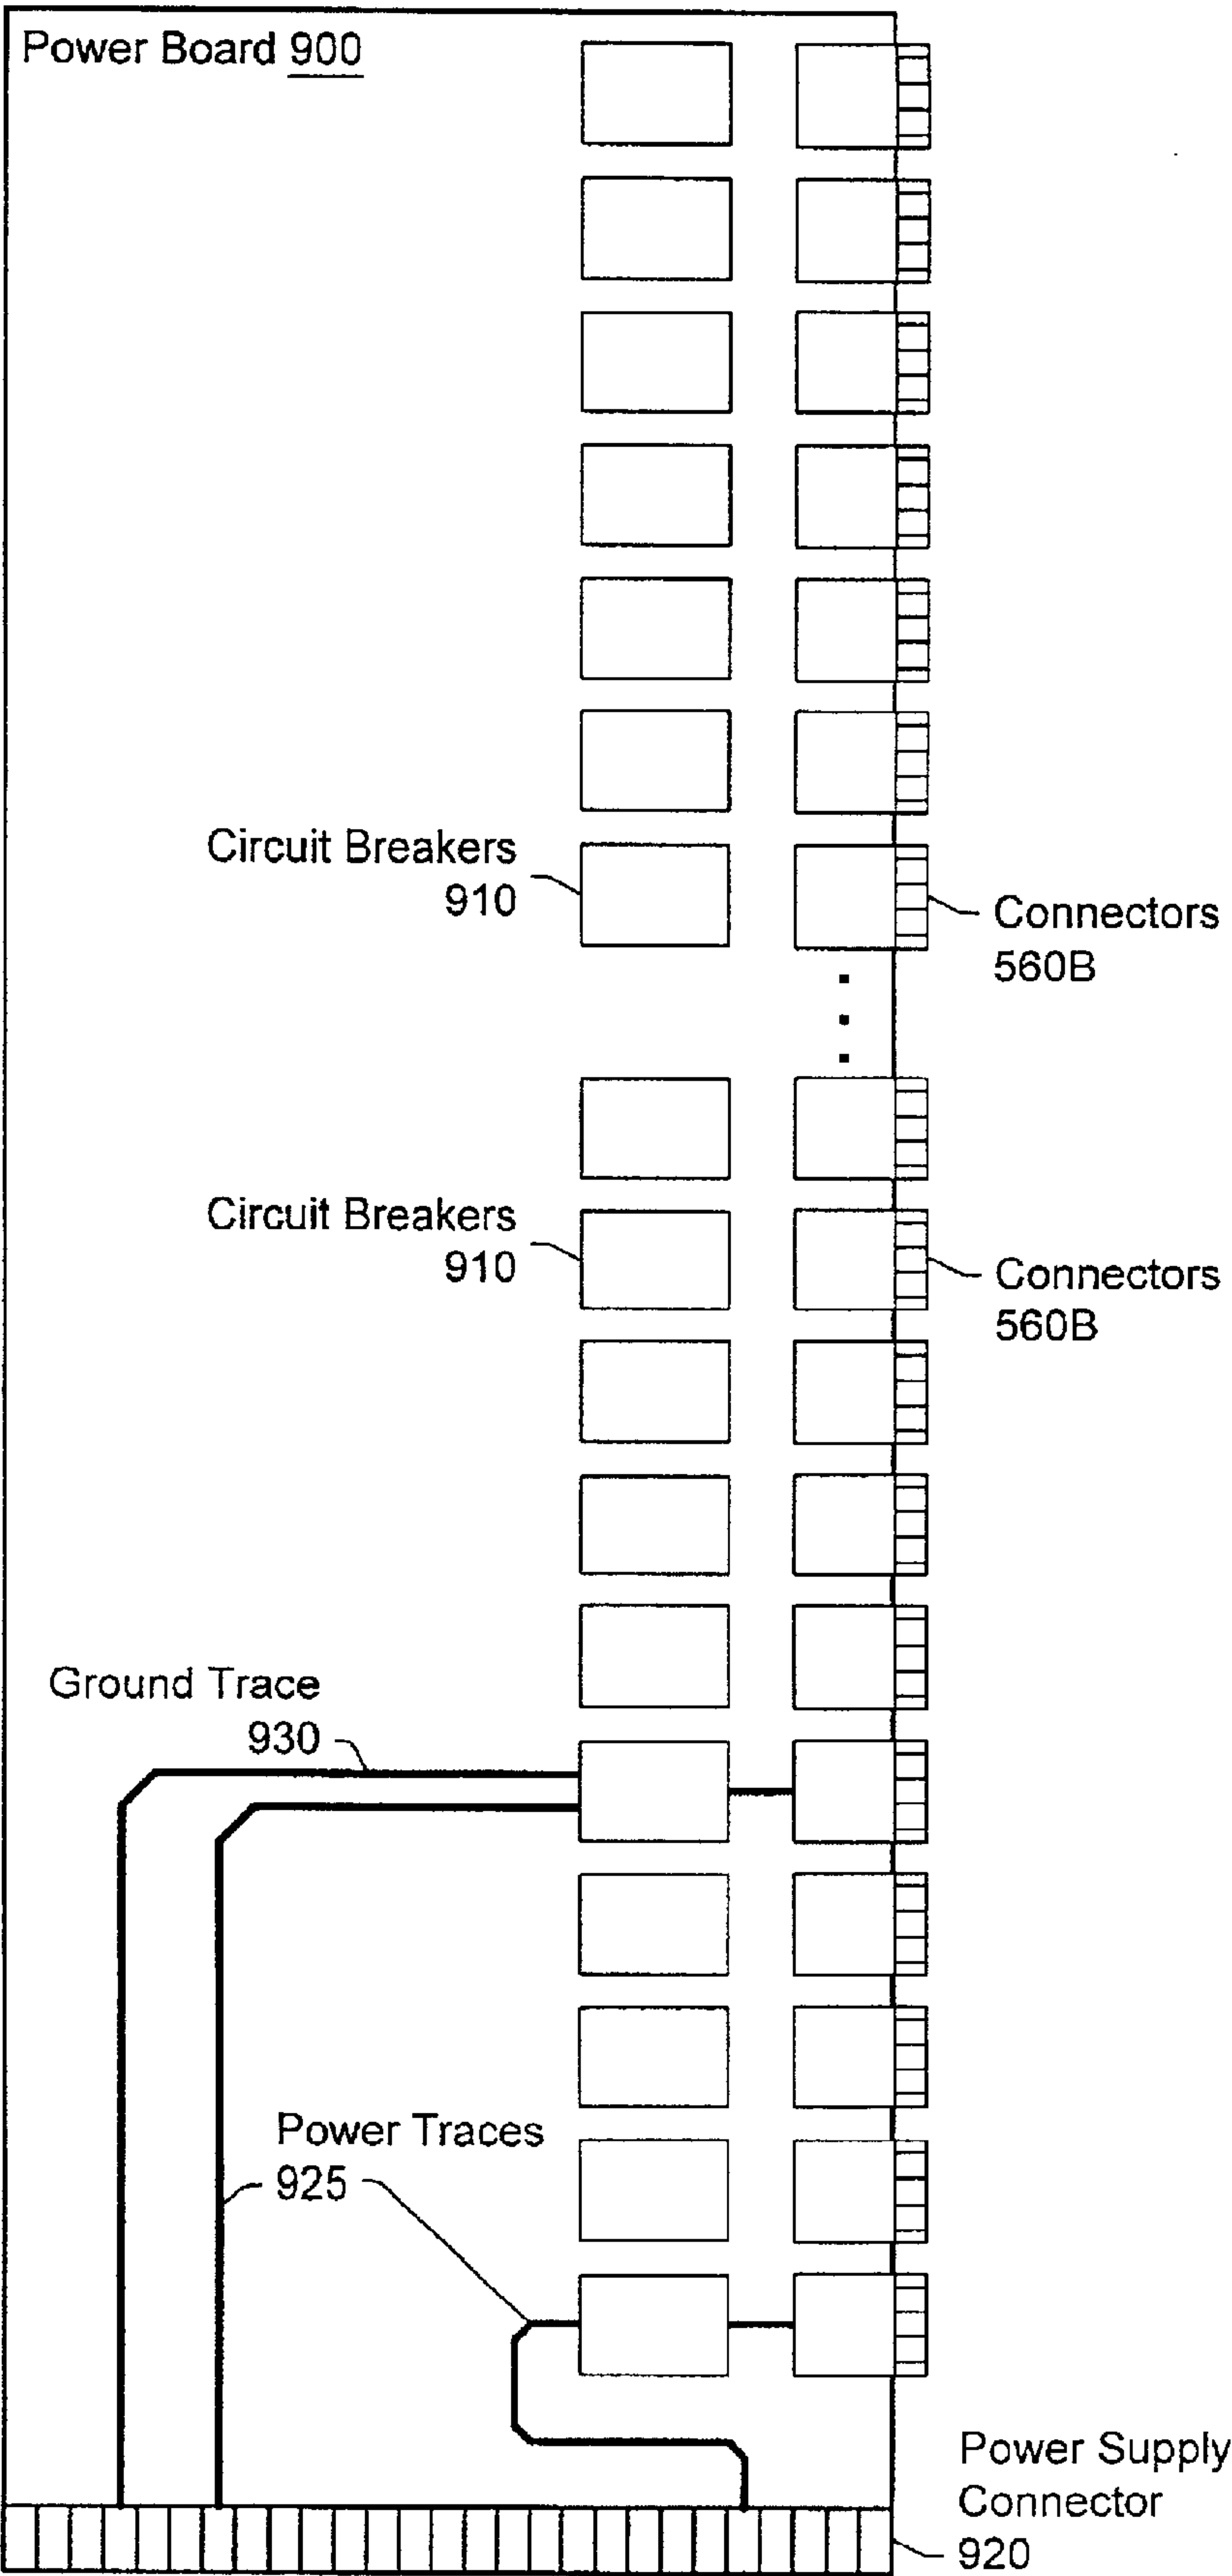 Power Board 900
Circuit Breakers
910
Connectors
560B
Circuit Breakers
910
Connectors
560B
Ground Trace
930
Power Traces
925
Power Supply
Connector
920